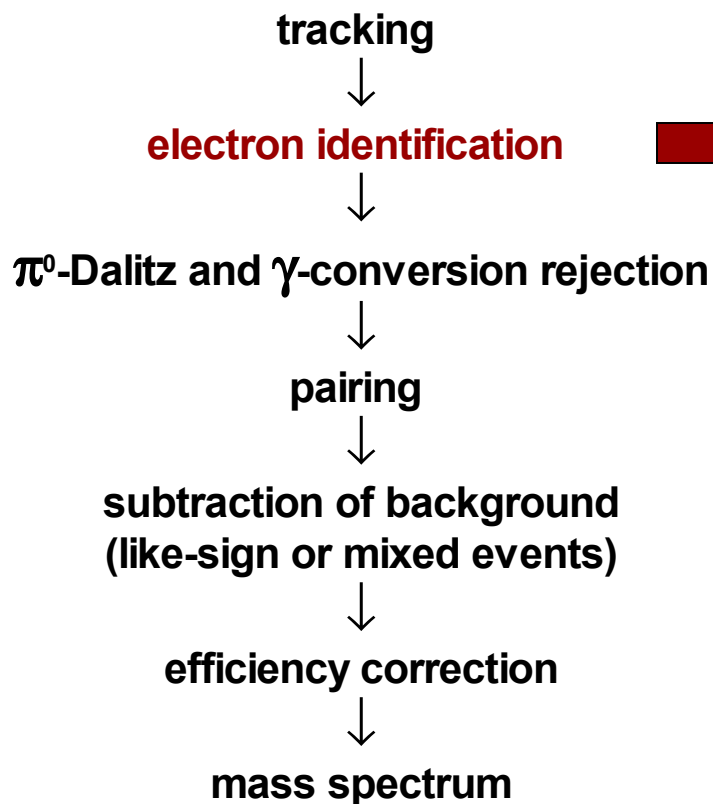 tracking
↓
electron identification
↓
π⁰-Dalitz and γ-conversion rejection
↓
pairing
↓
subtraction of background
(like-sign or mixed events)
↓
efficiency correction
↓
mass spectrum